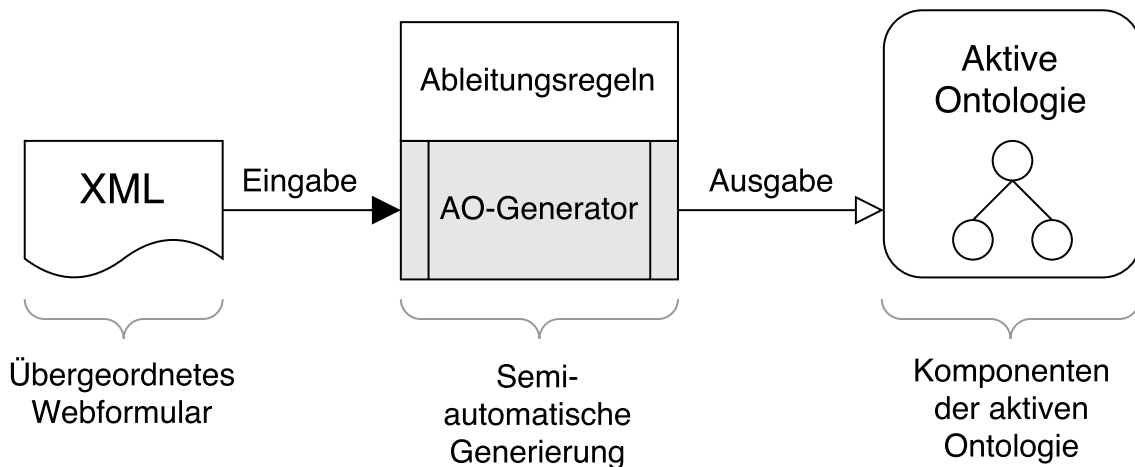 XML
Eingabe
Ableitungsregeln
AO-Generator
Ausgabe
Aktive
Ontologie
Übergeordnetes
Webformular
Semi-
automatische
Generierung
Komponenten
der aktiven
Ontologie